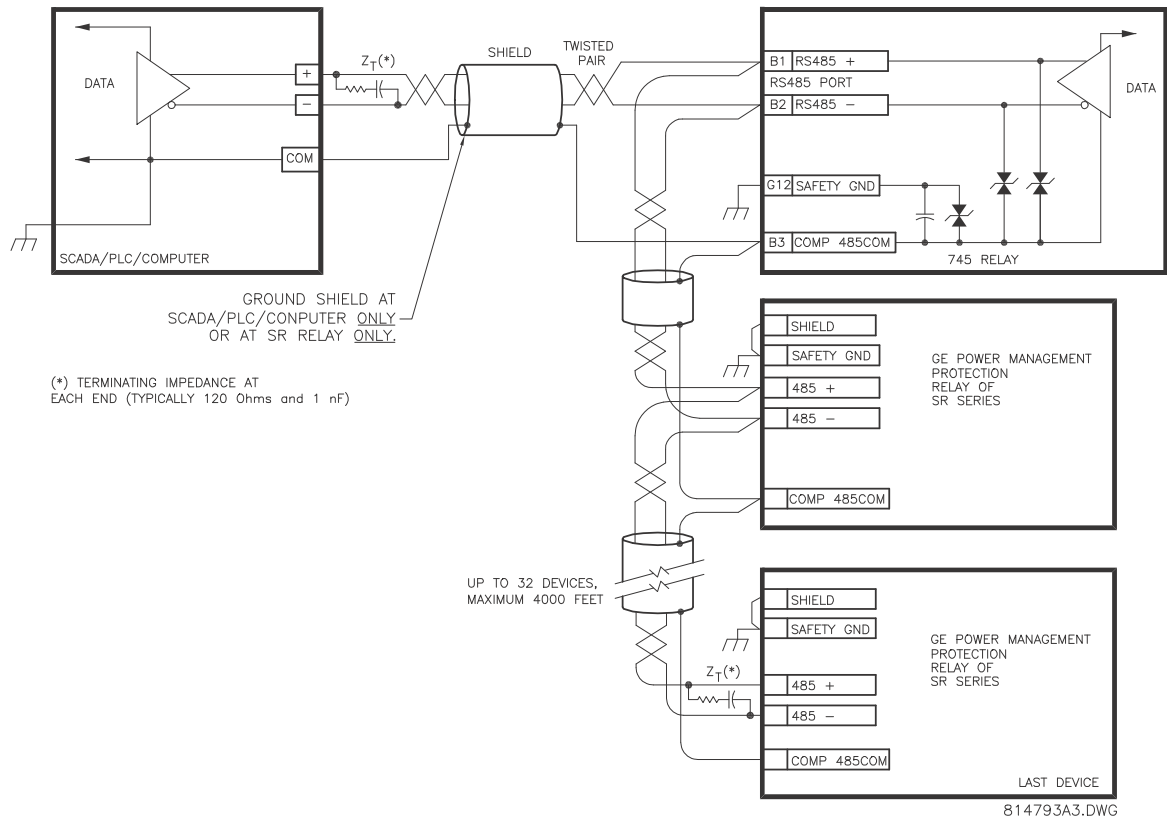 DATA
+
-
COM
SCADA/PLC/COMPUTER
Z_T(*)
SHIELD
TWISTED
PAIR
B1 RS485 +
RS485 PORT
B2 RS485 -
DATA
G12 SAFETY GND
B3 COMP 485COM
745 RELAY
GROUND SHIELD AT
SCADA/PLC/CONPUTER ONLY
OR AT SR RELAY ONLY.
(*) TERMINATING IMPEDANCE AT
EACH END (TYPICALLY 120 Ohms and 1 nF)
SHIELD
SAFETY GND
485 +
485 -
COMP 485COM
GE POWER MANAGEMENT
PROTECTION
RELAY OF
SR SERIES
UP TO 32 DEVICES,
MAXIMUM 4000 FEET
Z_T(*)
SHIELD
SAFETY GND
485 +
485 -
COMP 485COM
GE POWER MANAGEMENT
PROTECTION
RELAY OF
SR SERIES
LAST DEVICE
814793A3.DWG